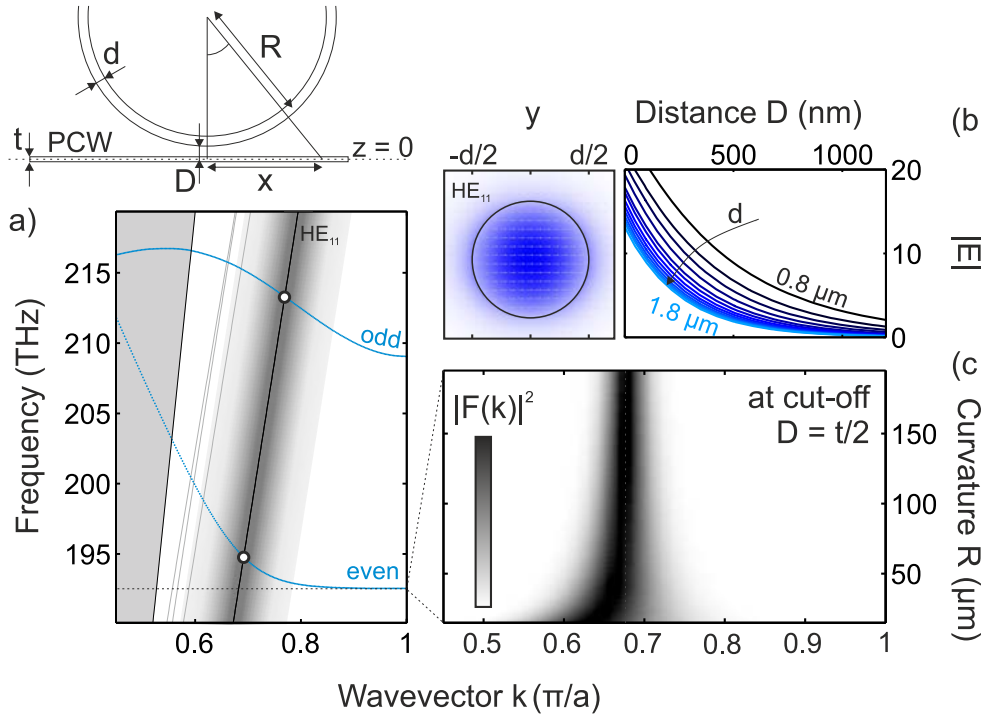 d
R
t
PCW
z = 0
D
x
a)
HE₁₁
odd
even
215
210
205
200
195
0.6
0.8
1
Frequency (THz)
y
-d/2
d/2
HE₁₁
Distance D (nm)
(b)
0
500
1000
20
10
0
|E|
d
0.8 μm
1.8 μm
(c)
|F(k)|²
at cut-off
D = t/2
150
100
50
Curvature R (μm)
0.5
0.6
0.7
0.8
0.9
1
Wavevector k (π/a)